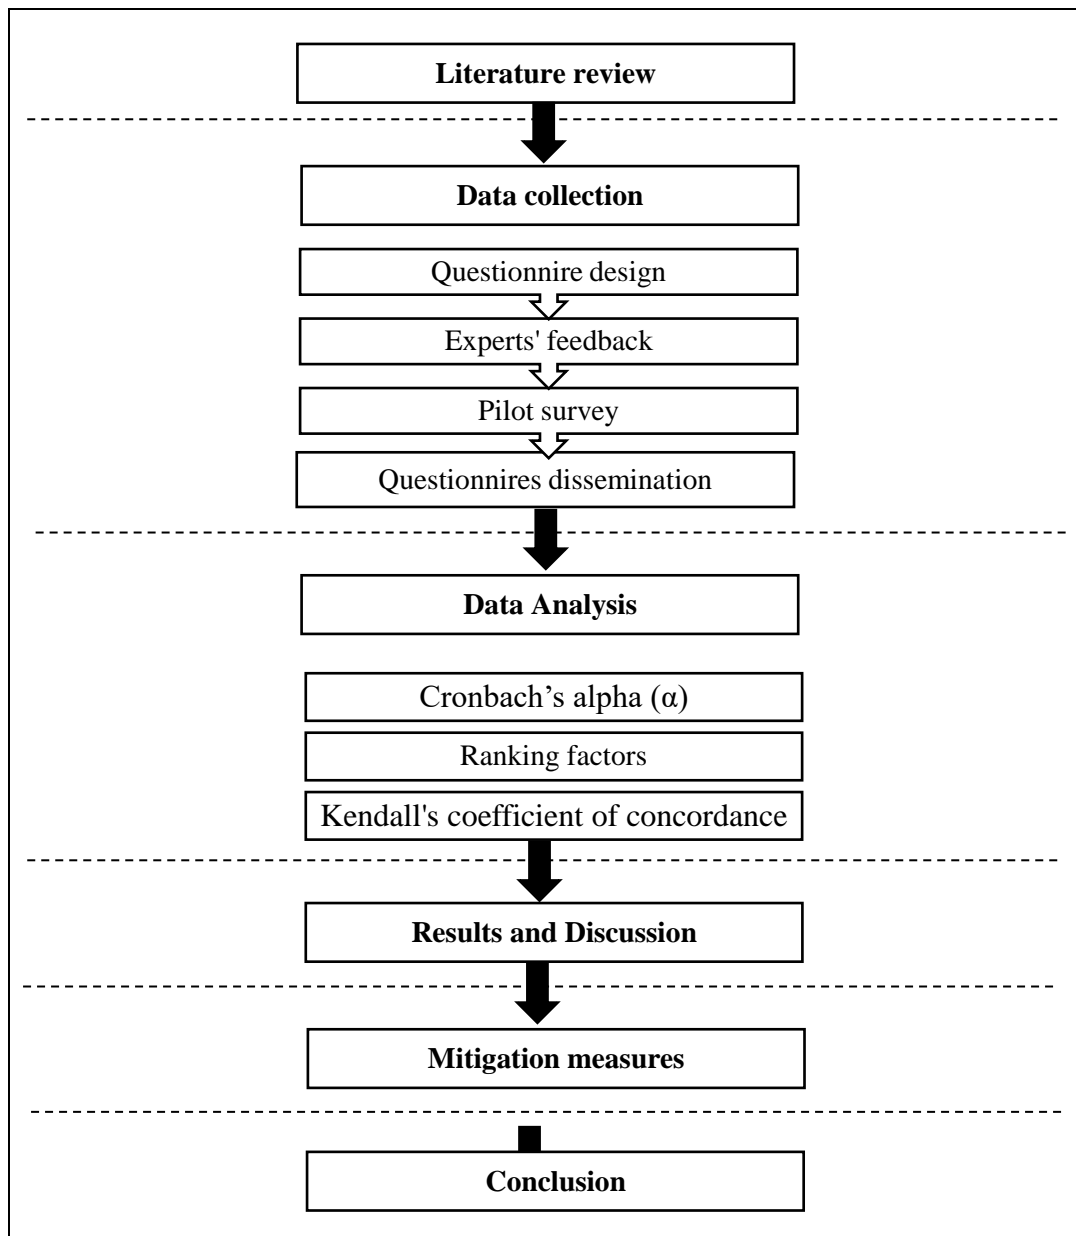 Literature review
Data collection
Questionnire design
Experts' feedback
Pilot survey
Questionnires dissemination
Data Analysis
Cronbach’s alpha (α)
Ranking factors
Kendall's coefficient of concordance
Results and Discussion
Mitigation measures
Conclusion